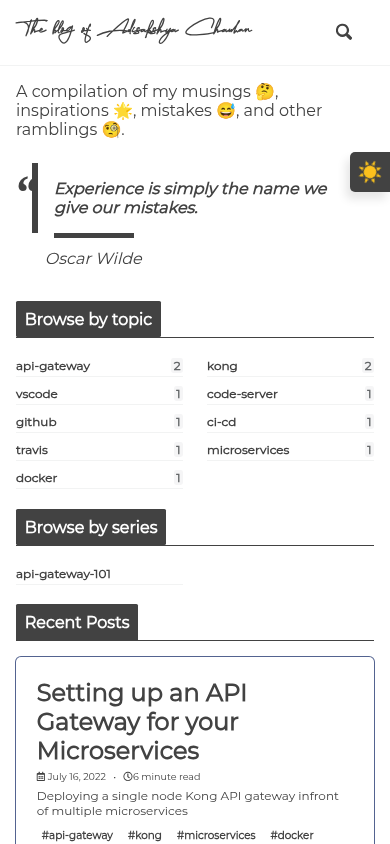 The blog of Abisakshya Chauhan
A compilation of my musings 🤔,
inspirations 🌟, mistakes 😅, and other
ramblings 🧐.
“
Experience is simply the name we
give our mistakes.
Oscar Wilde
Browse by topic
api-gateway 2 kong 2
vscode 1 code-server 1
github 1 ci-cd 1
travis 1 microservices 1
docker 1
Browse by series
api-gateway-101
Recent Posts
Setting up an API
Gateway for your
Microservices
July 16, 2022 · 6 minute read
Deploying a single node Kong API gateway infront
of multiple microservices
#api-gateway #kong #microservices #docker